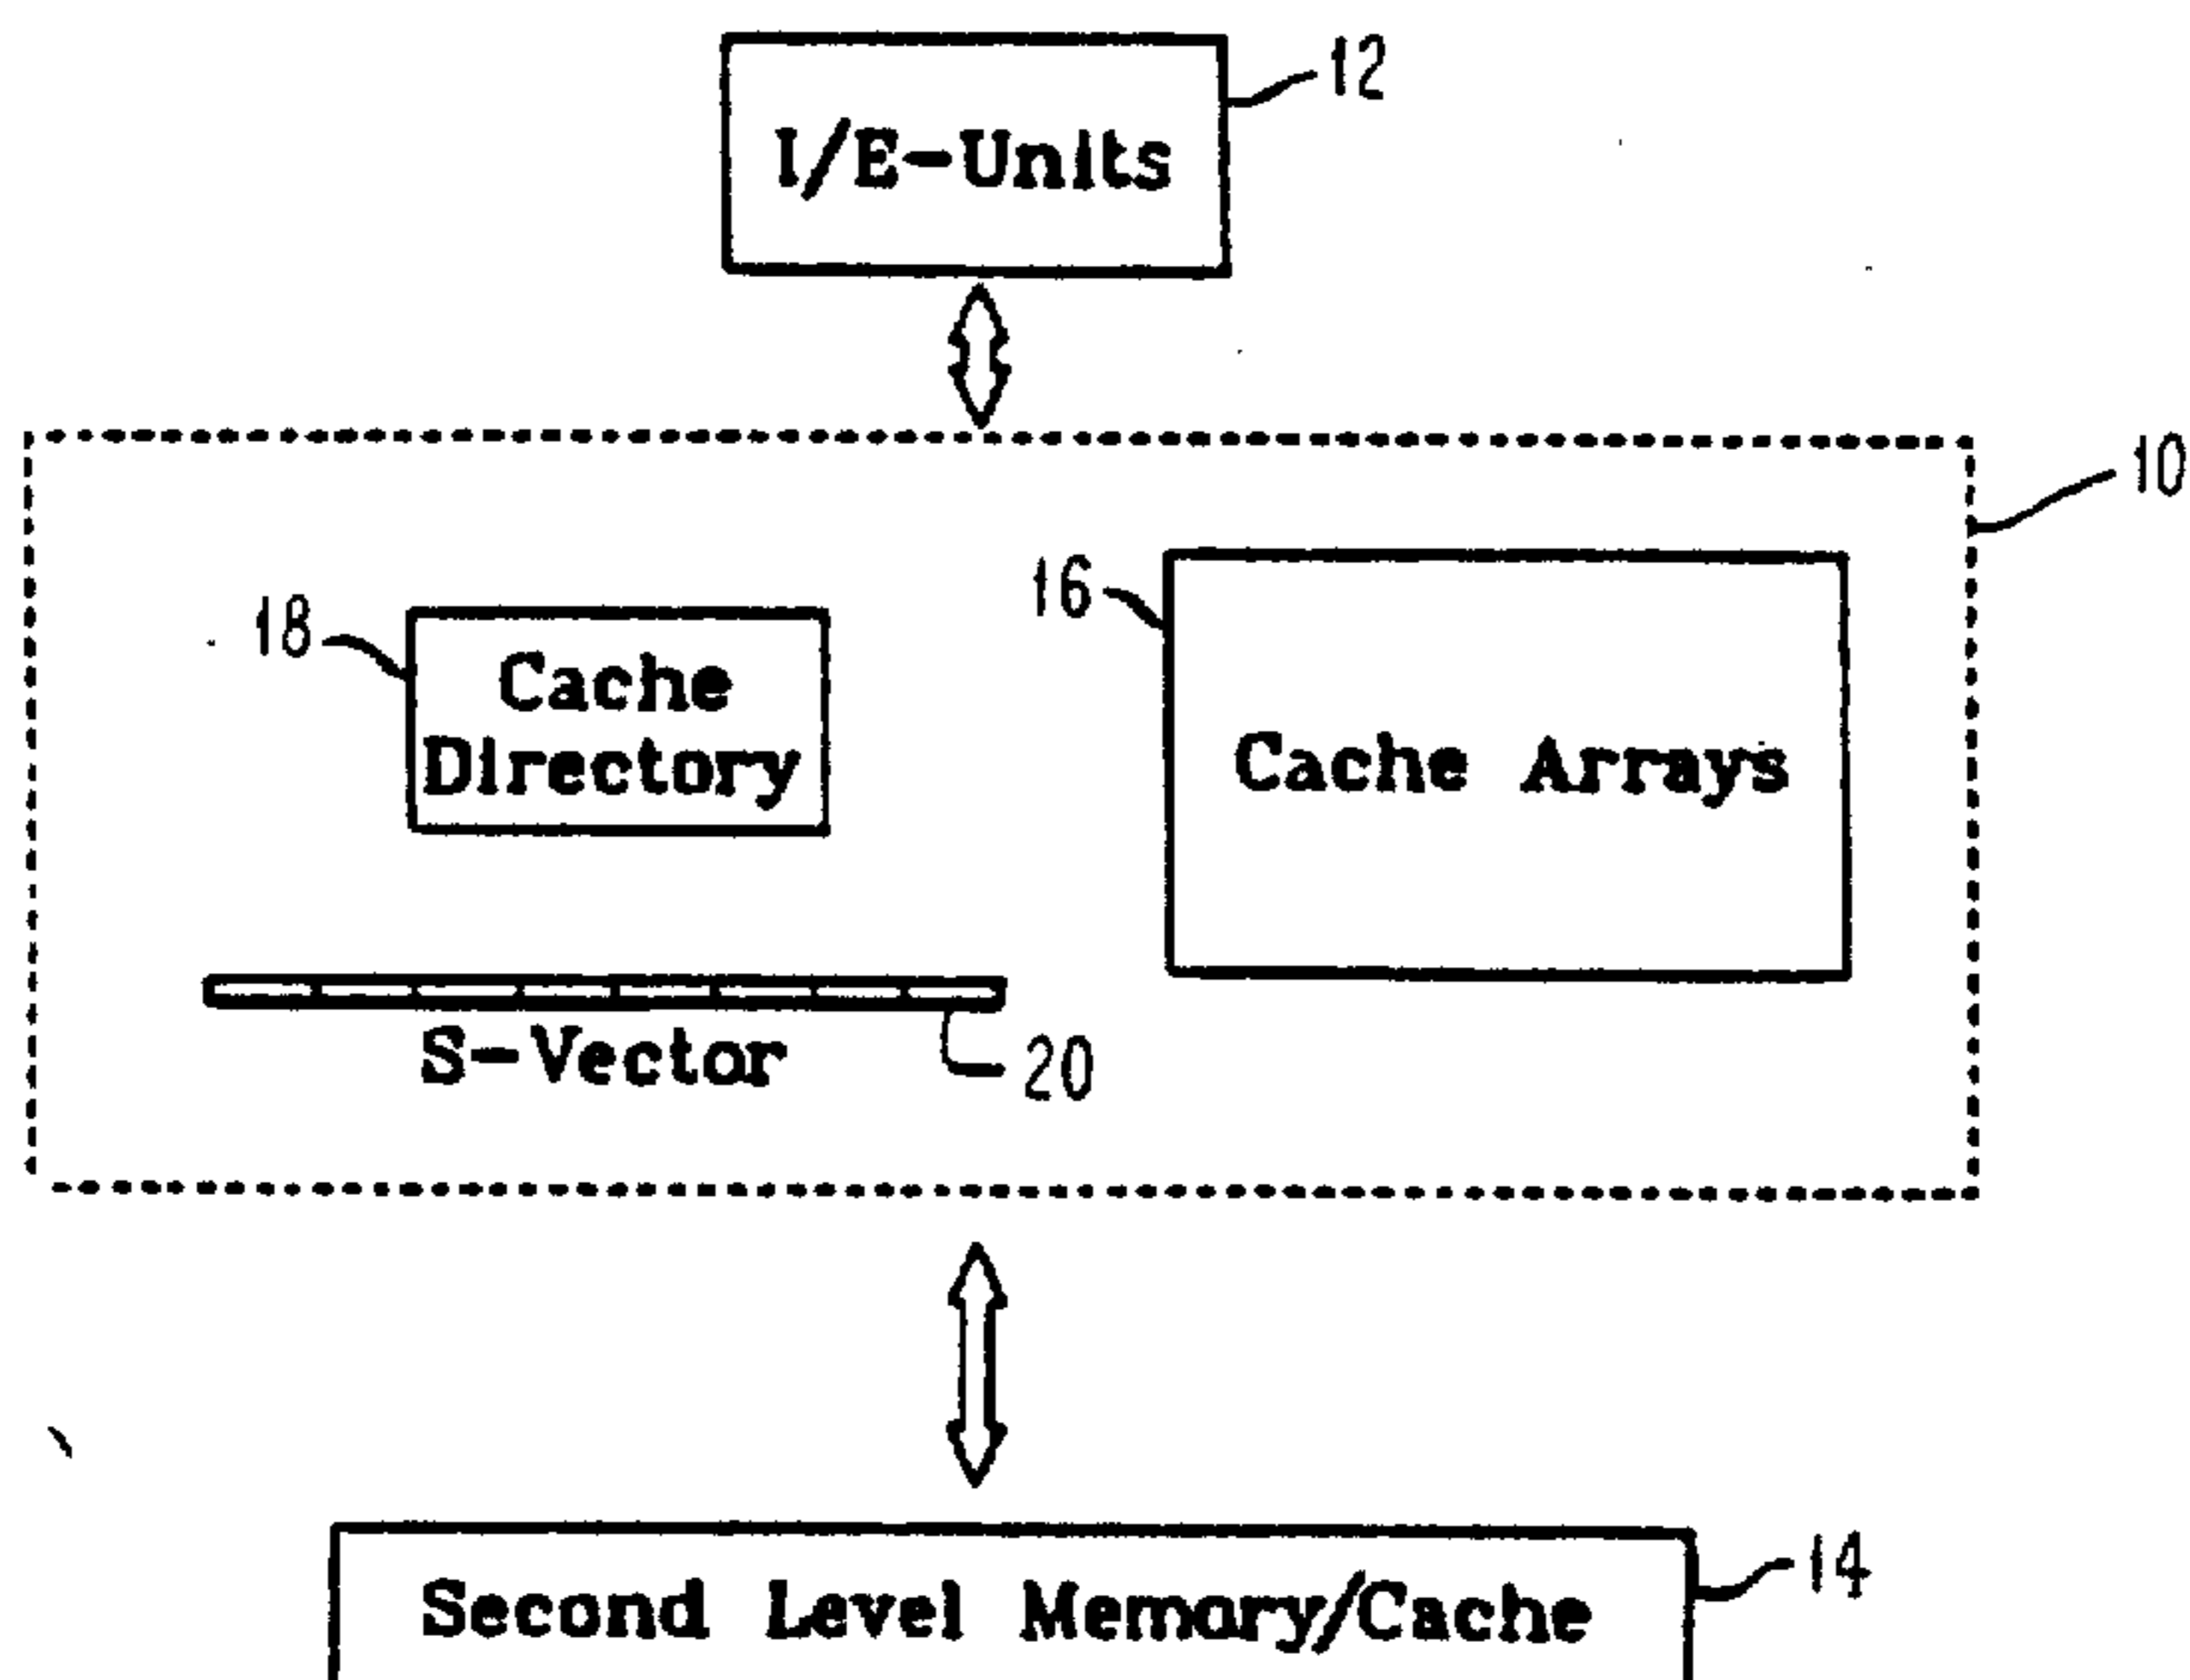 12
I/E-Units
10
16
18
Cache
Directory
Cache Arrays
S-Vector
20
14
Second Level Memory/Cache